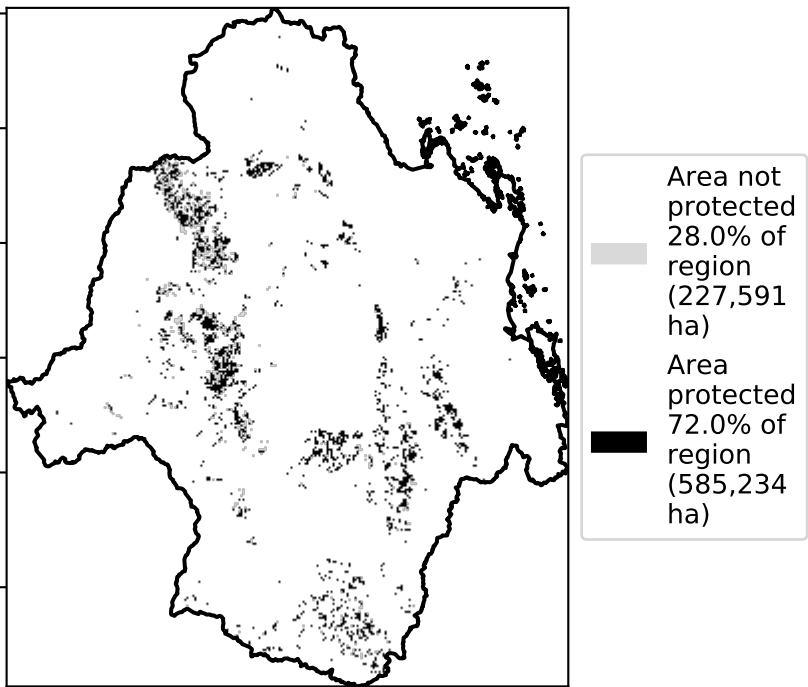 Area not
protected
28.0% of
region
(227,591
ha)
Area
protected
72.0% of
region
(585,234
ha)